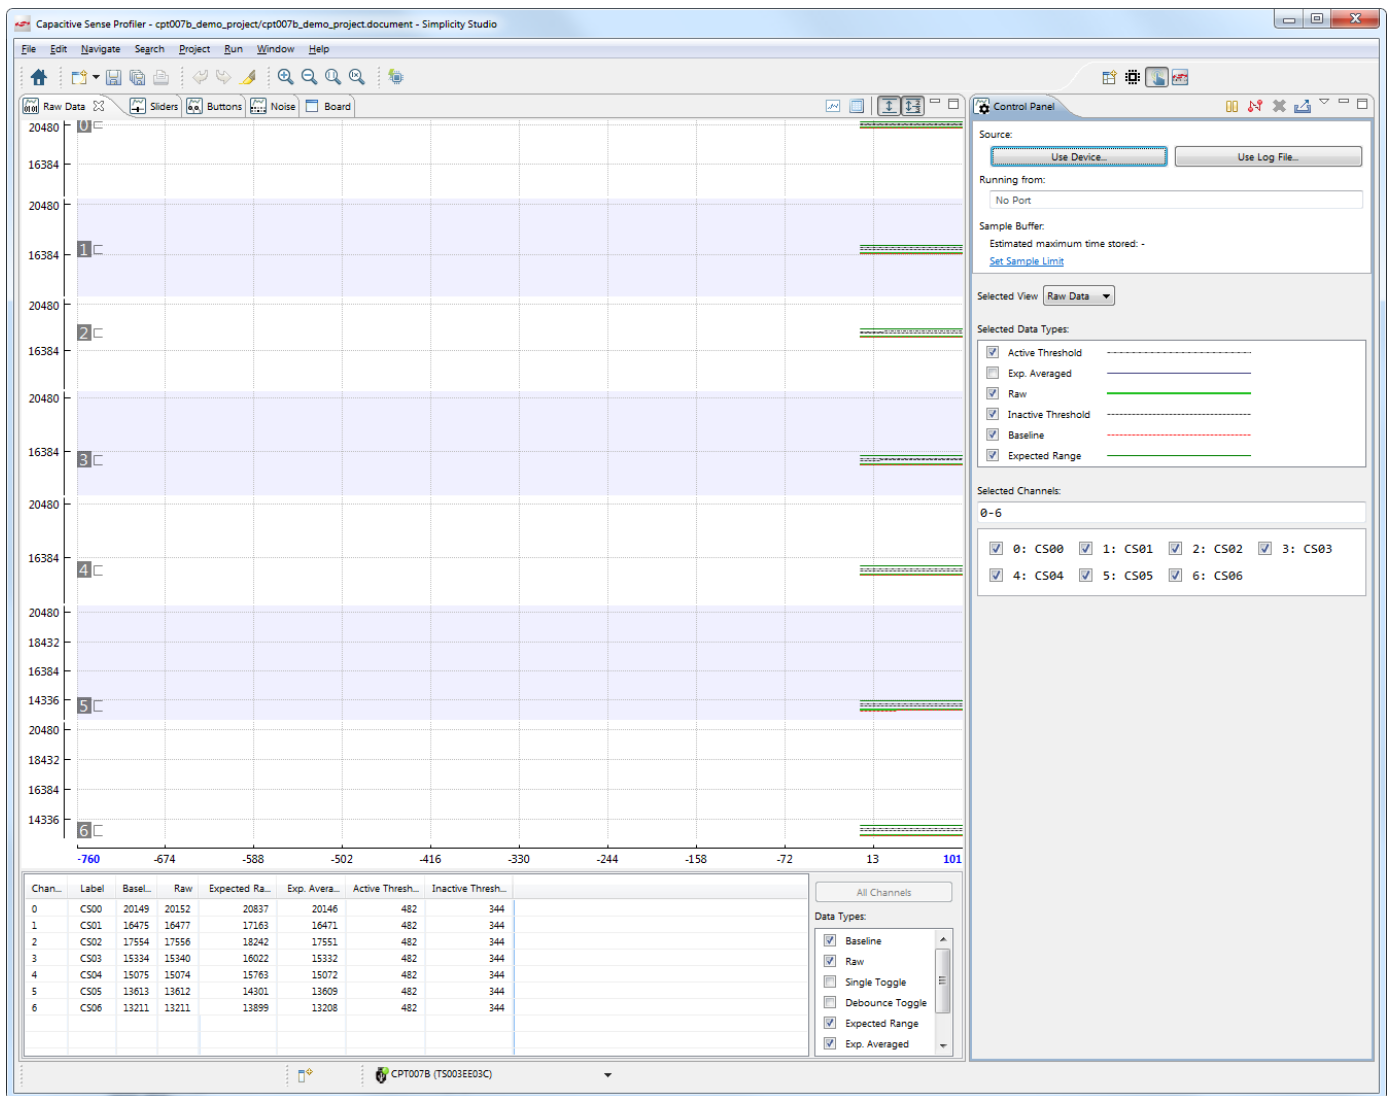 Capacitive Sense Profiler - cpt007b_demo_project/cpt007b_demo_project.document - Simplicity Studio
File Edit Navigate Search Project Run Window Help
Raw Data Sliders Buttons Noise Board
20480
0
16384
20480
1
16384
20480
2
16384
20480
16384
3
20480
16384
4
20480
18432
16384
14336
5
20480
18432
16384
14336
6
-760 -674 -588 -502 -416 -330 -244 -158 -72 13 101
Chan... Label Basel... Raw Expected Ra... Exp. Avera... Active Thresh... Inactive Thresh...
0 CS00 20149 20152 20837 20146 482 344
1 CS01 16475 16477 17163 16471 482 344
2 CS02 17554 17556 18242 17551 482 344
3 CS03 15334 15340 16022 15332 482 344
4 CS04 15075 15074 15763 15072 482 344
5 CS05 13613 13612 14301 13609 482 344
6 CS06 13211 13211 13899 13208 482 344
All Channels
Data Types:
Baseline
Raw
Single Toggle
Debounce Toggle
Expected Range
Exp. Averaged
Control Panel
Source:
Use Device... Use Log File...
Running from:
No Port
Sample Buffer:
Estimated maximum time stored: -
Set Sample Limit
Selected View Raw Data
Selected Data Types:
Active Threshold
Exp. Averaged
Raw
Inactive Threshold
Baseline
Expected Range
Selected Channels:
0-6
0: CS00 1: CS01 2: CS02 3: CS03
4: CS04 5: CS05 6: CS06
CPT007B (TS003EE03C)